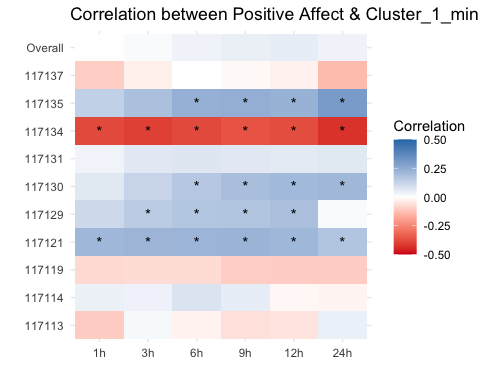 Correlation between Positive Affect & Cluster_1_min
Overall
117137
117135 * * * *
117134 * * * * * *
117131
117130 * * * *
117129 * * * *
117121 * * * * * *
117119
117114
117113
1h 3h 6h 9h 12h 24h
Correlation
0.50
0.25
0.00
-0.25
-0.50